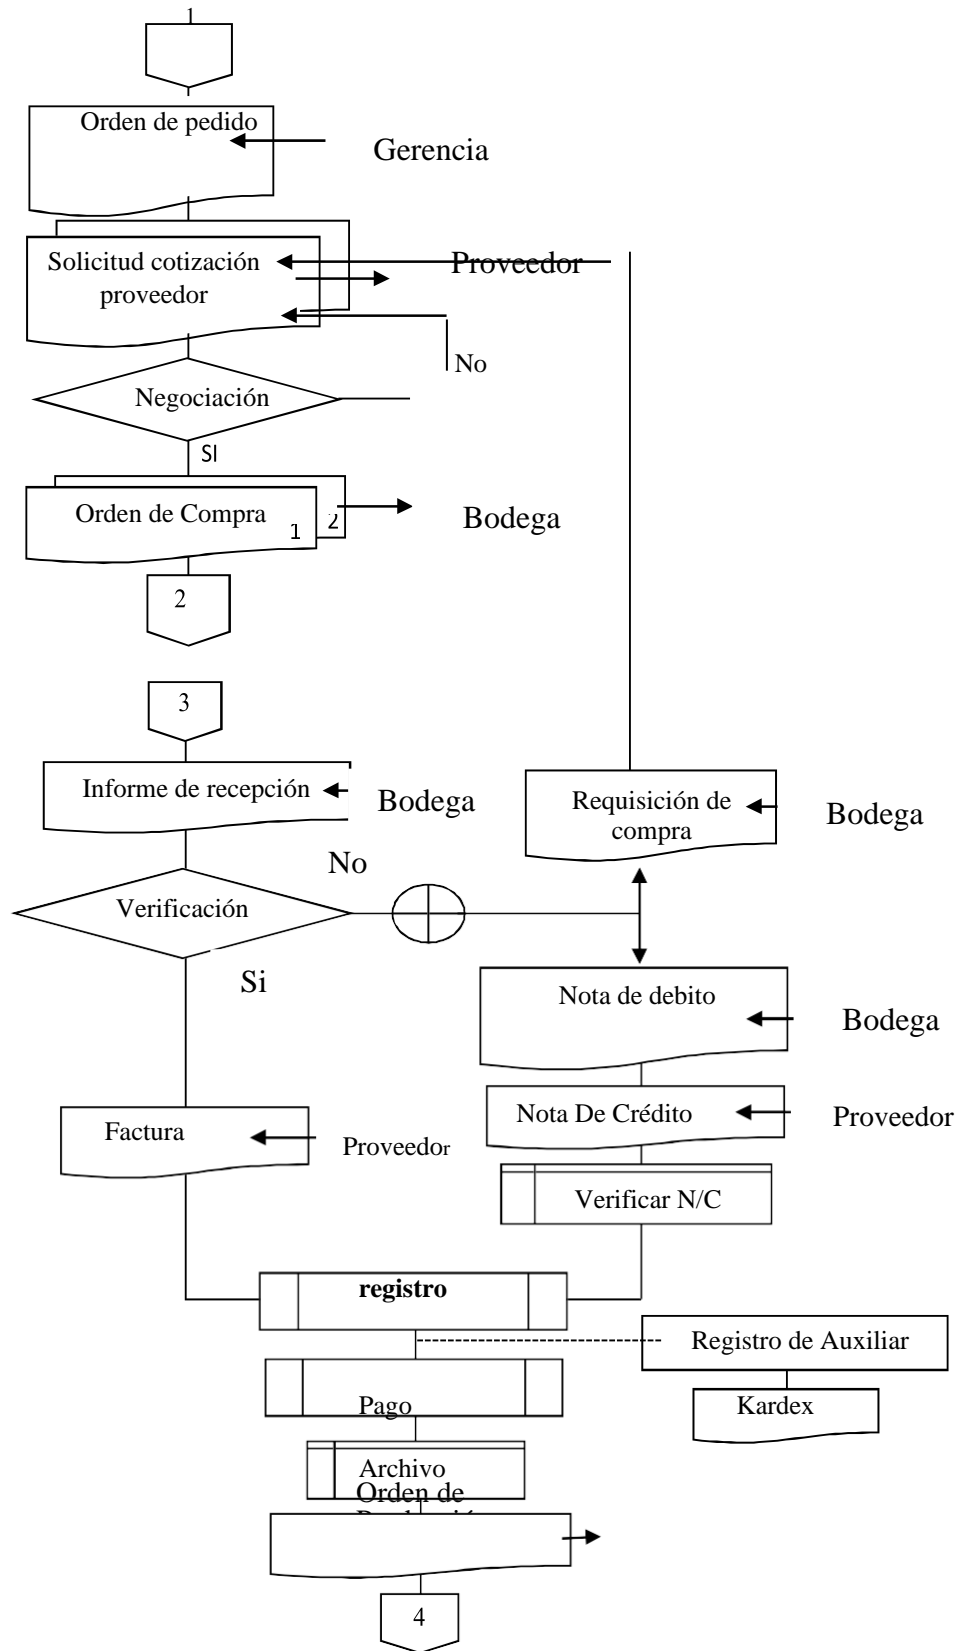 1
Orden de pedido
Gerencia
Solicitud cotización
proveedor
Proveedor
No
Negociación
SI
Orden de Compra
1
2
Bodega
2
3
Informe de recepción
Bodega
Requisición de
compra
Bodega
No
Verificación
Si
Nota de debito
Bodega
Factura
Proveedor
Nota De Crédito
Proveedor
Verificar N/C
registro
Registro de Auxiliar
Pago
Kardex
Archivo
Orden de
4